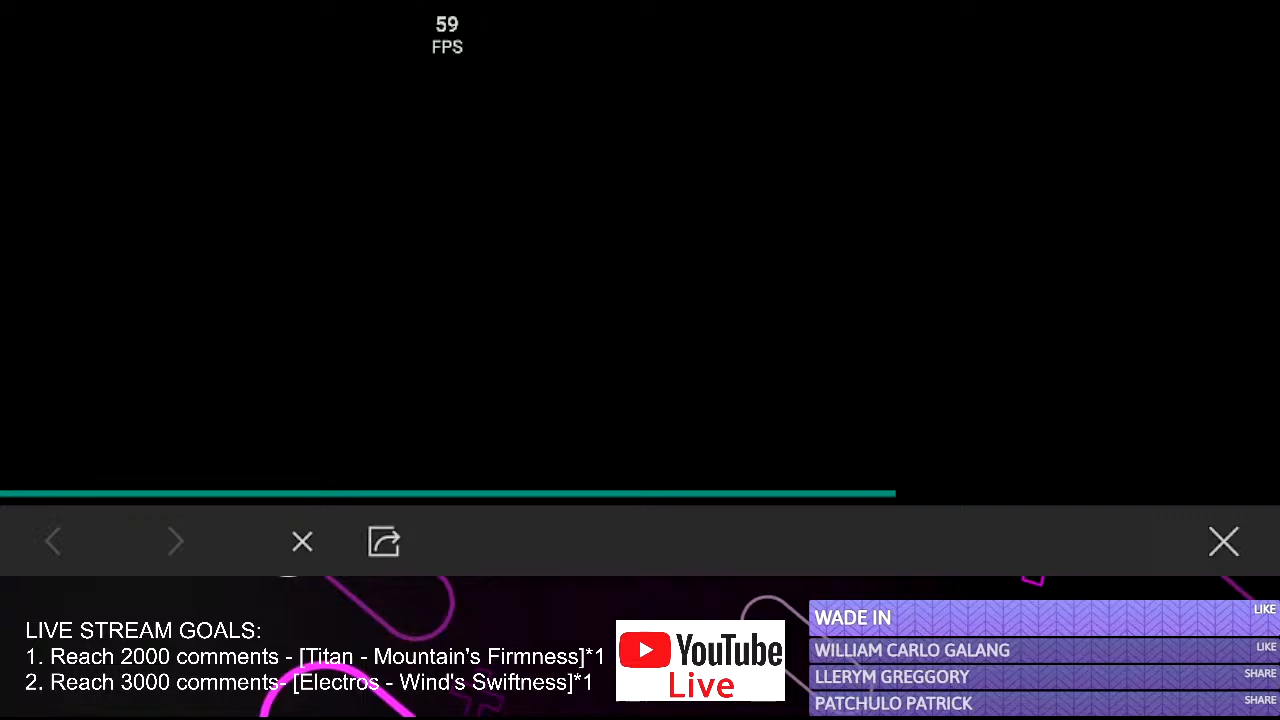 59
FPS
LIVE STREAM GOALS:
1. Reach 2000 comments - [Titan - Mountain's Firmness]*1
2. Reach 3000 comments- [Electros - Wind's Swiftness]*1
YouTube
Live
WADE IN LIKE
WILLIAM CARLO GALANG LIKE
LLERYM GREGGORY SHARE
PATCHULO PATRICK SHARE